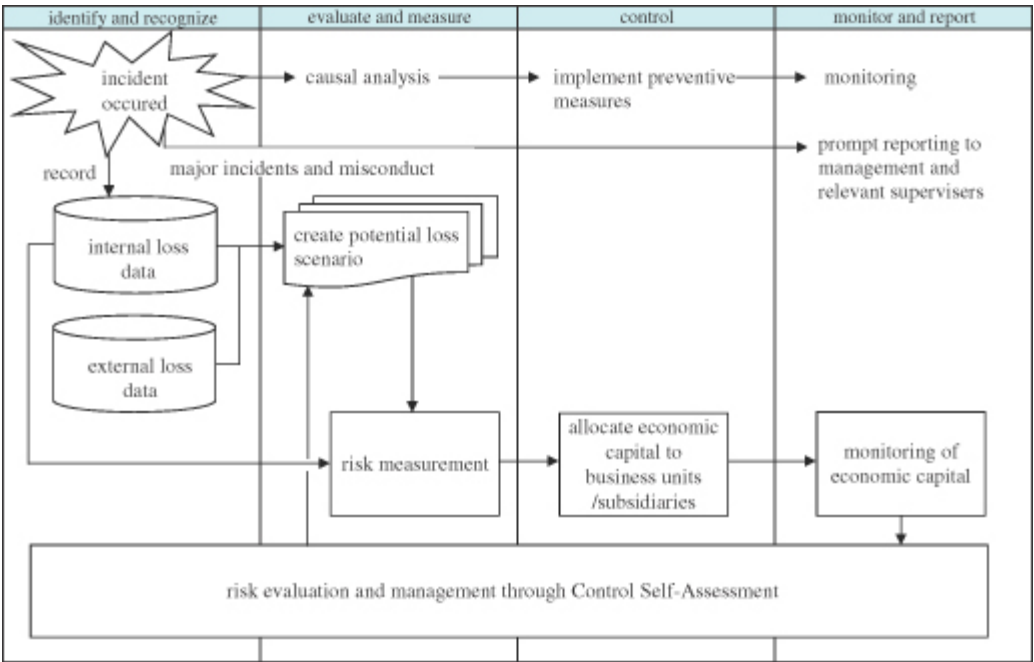 identify and recognize
evaluate and measure
control
monitor and report
incident
occured
causal analysis
implement preventive
measures
monitoring
prompt reporting to
management and
relevant supervisers
record
major incidents and misconduct
internal loss
data
create potential loss
scenario
external loss
data
risk measurement
allocate economic
capital to
business units
/subsidiaries
monitoring of
economic capital
risk evaluation and management through Control Self-Assessment